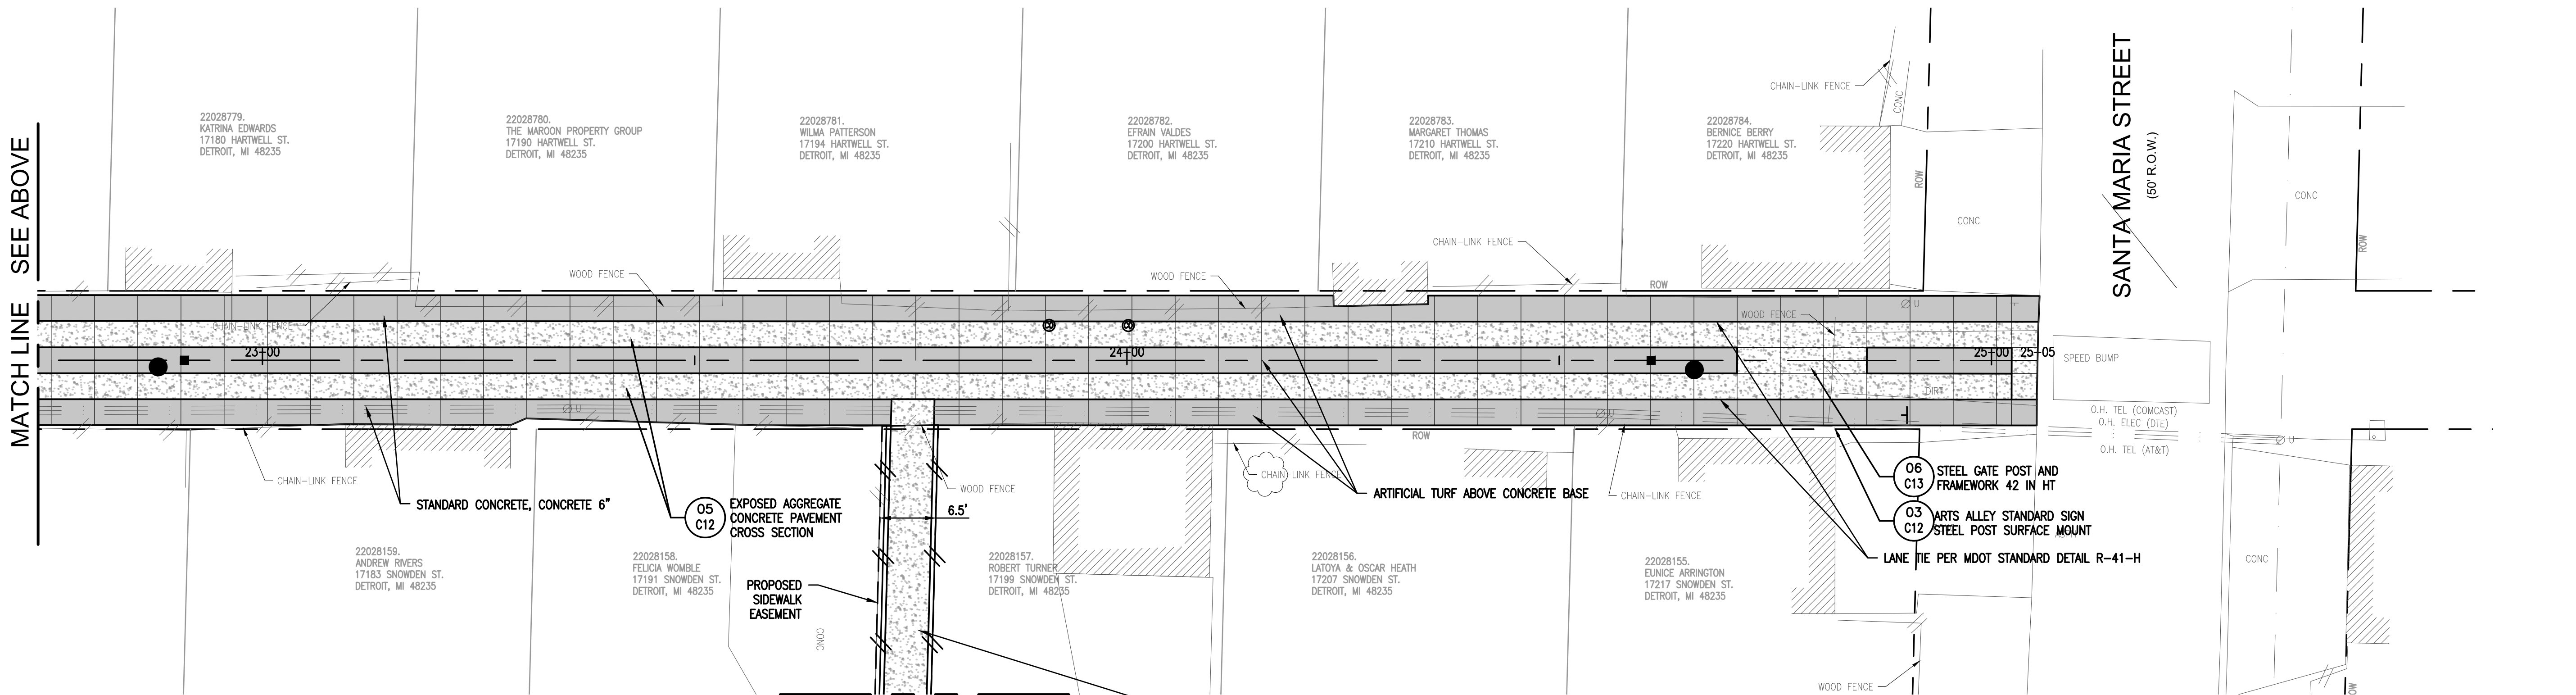 MATCH LINE SEE ABOVE
22028779.
KATRINA EDWARDS
17180 HARTWELL ST.
DETROIT, MI 48235
22028780.
THE MAROON PROPERTY GROUP
17190 HARTWELL ST.
DETROIT, MI 48235
22028781.
WILMA PATTERSON
17194 HARTWELL ST.
DETROIT, MI 48235
22028782.
EFRAIN VALDES
17200 HARTWELL ST.
DETROIT, MI 48235
22028783.
MARGARET THOMAS
17210 HARTWELL ST.
DETROIT, MI 48235
22028784.
BERNICE BERRY
17220 HARTWELL ST.
DETROIT, MI 48235
CHAIN-LINK FENCE
CONC
ROW
CONC
SANTA MARIA STREET
(50' R.O.W.)
CONC
ROW
WOOD FENCE
WOOD FENCE
CHAIN-LINK FENCE
ROW
CHAIN-LINK FENCE
WOOD FENCE
U
23+00
24+00
25+00
25+05
SPEED BUMP
DIRT
U
U
O.H. TEL (COMCAST)
O.H. ELEC (DTE)
O.H. TEL (AT&T)
U
ROW
CHAIN-LINK FENCE
STANDARD CONCRETE, CONCRETE 6"
05
C12
EXPOSED AGGREGATE
CONCRETE PAVEMENT
CROSS SECTION
WOOD FENCE
6.5'
CHAIN-LINK FENCE
ARTIFICIAL TURF ABOVE CONCRETE BASE
CHAIN-LINK FENCE
06
C13
STEEL GATE POST AND
FRAMEWORK 42 IN HT
03
C12
ARTS ALLEY STANDARD SIGN
STEEL POST SURFACE MOUNT
LANE TIE PER MDOT STANDARD DETAIL R-41-H
22028159.
ANDREW RIVERS
17183 SNOWDEN ST.
DETROIT, MI 48235
22028158.
FELICIA WOMBLE
17191 SNOWDEN ST.
DETROIT, MI 48235
PROPOSED
SIDEWALK
EASEMENT
CONC
22028157.
ROBERT TURNER
17199 SNOWDEN ST.
DETROIT, MI 48235
22028156.
LATOYA & OSCAR HEATH
17207 SNOWDEN ST.
DETROIT, MI 48235
22028155.
EUNICE ARRINGTON
17217 SNOWDEN ST.
DETROIT, MI 48235
CONC
WOOD FENCE